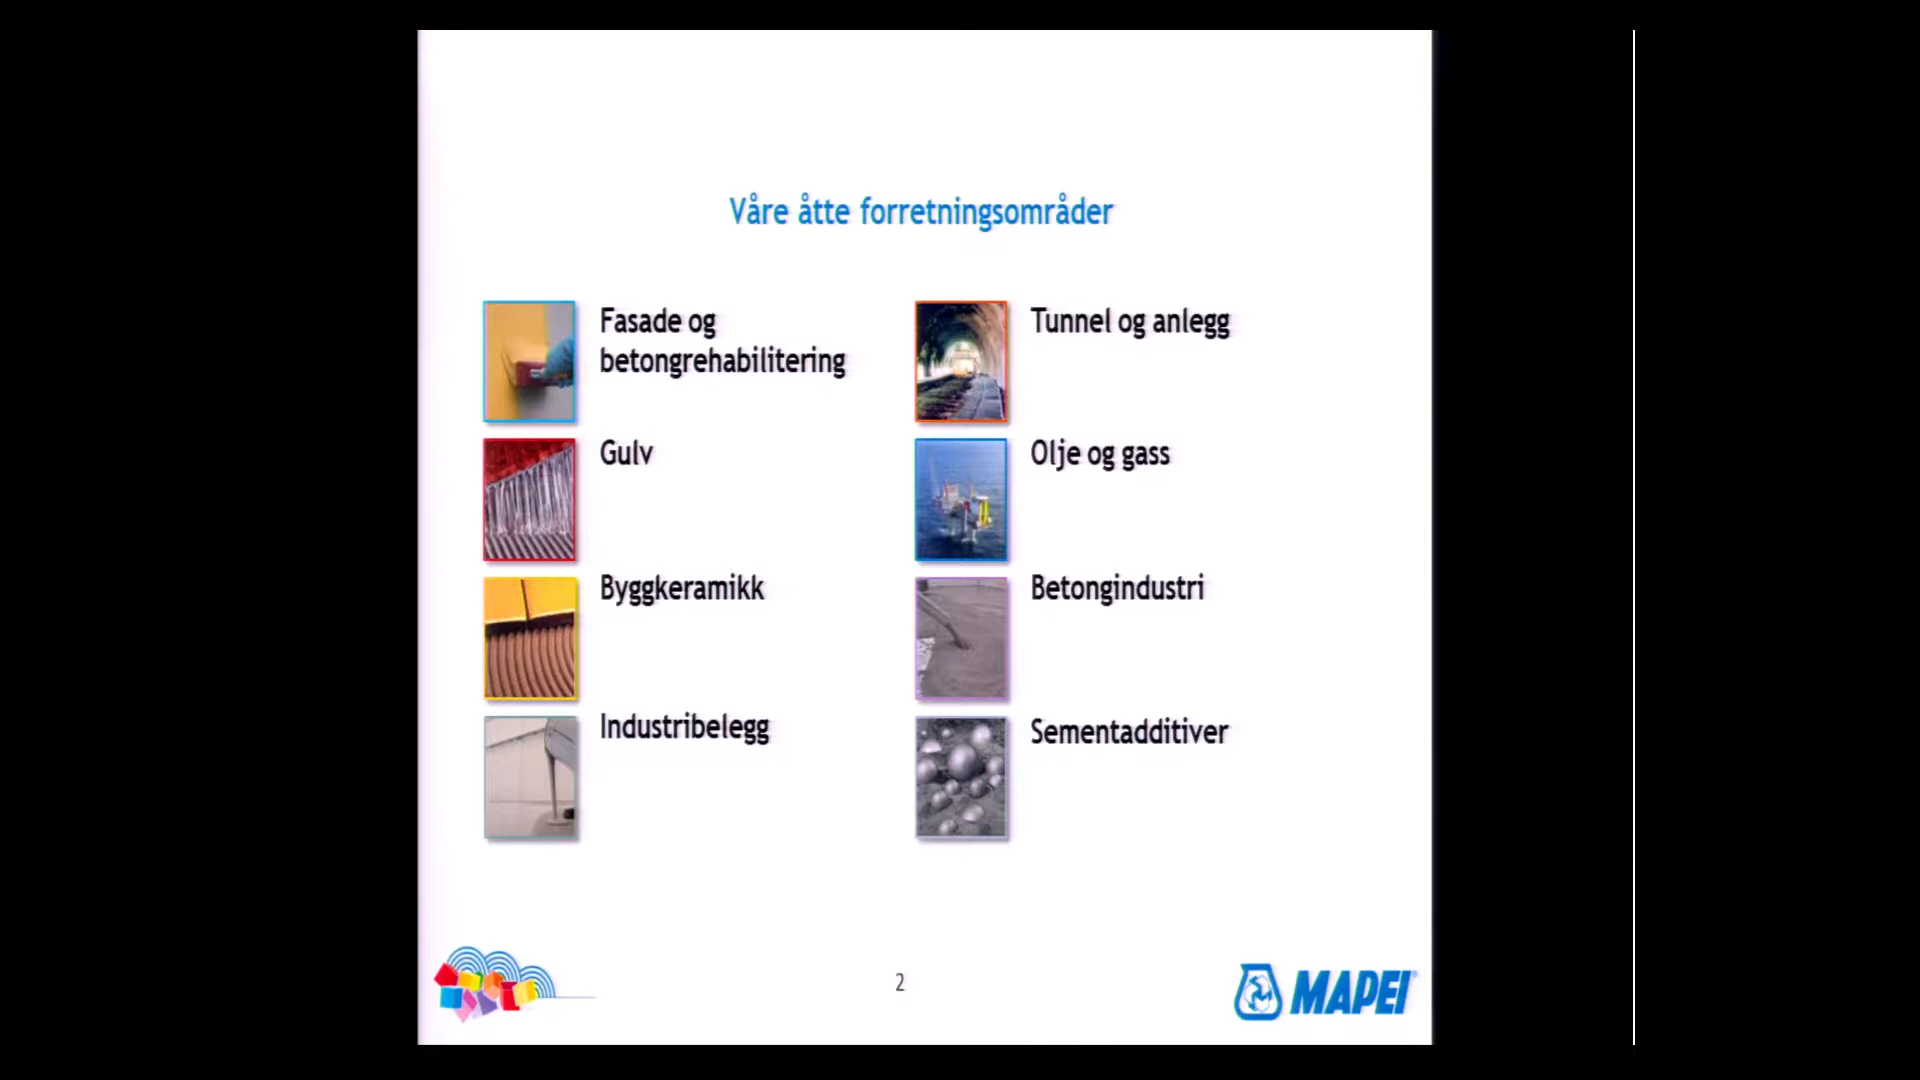 Våre åtte forretningsområder
Fasade og
betongrehabilitering
Gulv
Byggkeramikk
Industribelegg
Tunnel og anlegg
Olje og gass
Betongindustri
Sementadditiver
2
MAPEI